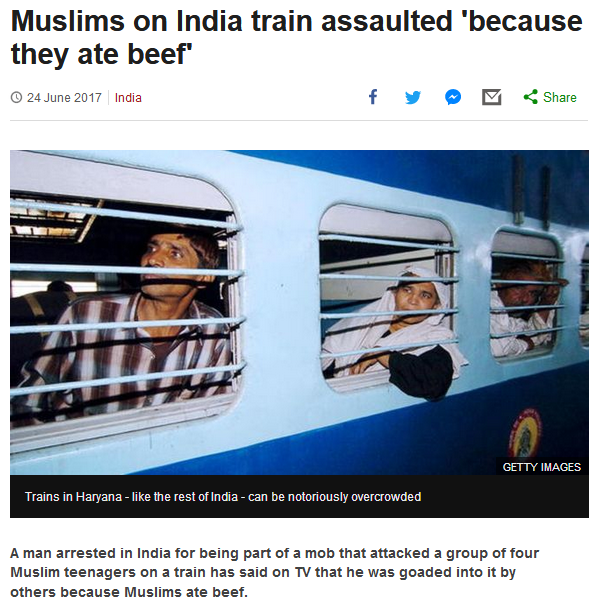 Muslims on India train assaulted 'because
they ate beef'
24 June 2017 India Share
GETTY IMAGES
Trains in Haryana - like the rest of India - can be notoriously overcrowded
A man arrested in India for being part of a mob that attacked a group of four
Muslim teenagers on a train has said on TV that he was goaded into it by
others because Muslims ate beef.